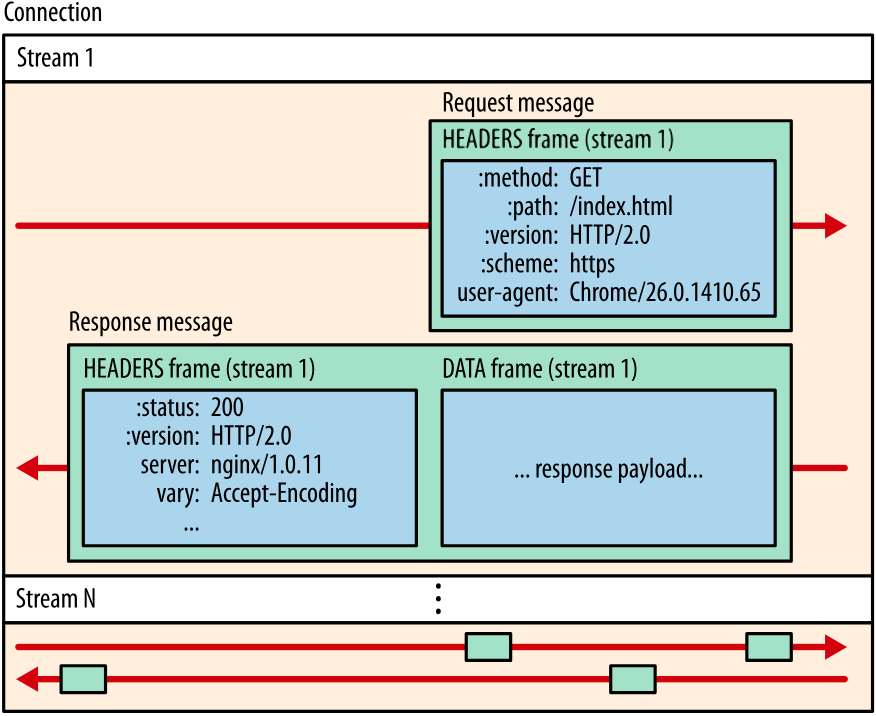 Connection
Stream 1
Request message
HEADERS frame (stream 1)
:method: GET
:path: /index.html
:version: HTTP/2.0
:scheme: https
user-agent: Chrome/26.0.1410.65
Response message
HEADERS frame (stream 1)
:status: 200
:version: HTTP/2.0
server: nginx/1.0.11
vary: Accept-Encoding
...
DATA frame (stream 1)
... response payload...
Stream N